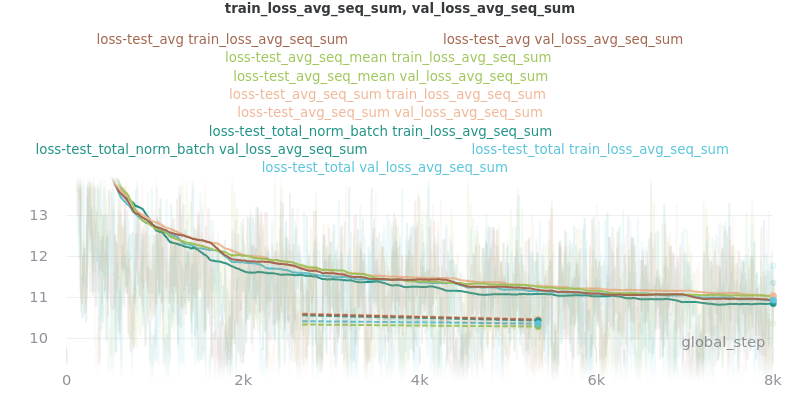 train_loss_avg_seq_sum, val_loss_avg_seq_sum
loss-test_avg train_loss_avg_seq_sum loss-test_avg val_loss_avg_seq_sum
loss-test_avg_seq_mean train_loss_avg_seq_sum
loss-test_avg_seq_mean val_loss_avg_seq_sum
loss-test_avg_seq_sum train_loss_avg_seq_sum
loss-test_avg_seq_sum val_loss_avg_seq_sum
loss-test_total_norm_batch train_loss_avg_seq_sum
loss-test_total_norm_batch val_loss_avg_seq_sum loss-test_total train_loss_avg_seq_sum
loss-test_total val_loss_avg_seq_sum
13
12
11
10
global_step
0 2k 4k 6k 8k